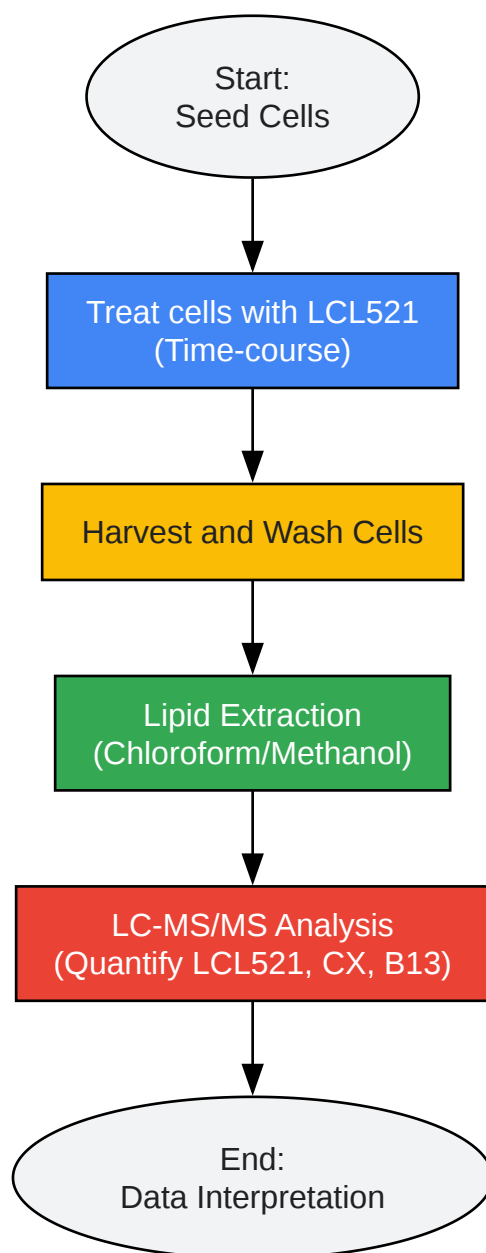 Start:
Seed Cells
Treat cells with LCL521
(Time-course)
Harvest and Wash Cells
Lipid Extraction
(Chloroform/Methanol)
LC-MS/MS Analysis
(Quantify LCL521, CX, B13)
End:
Data Interpretation